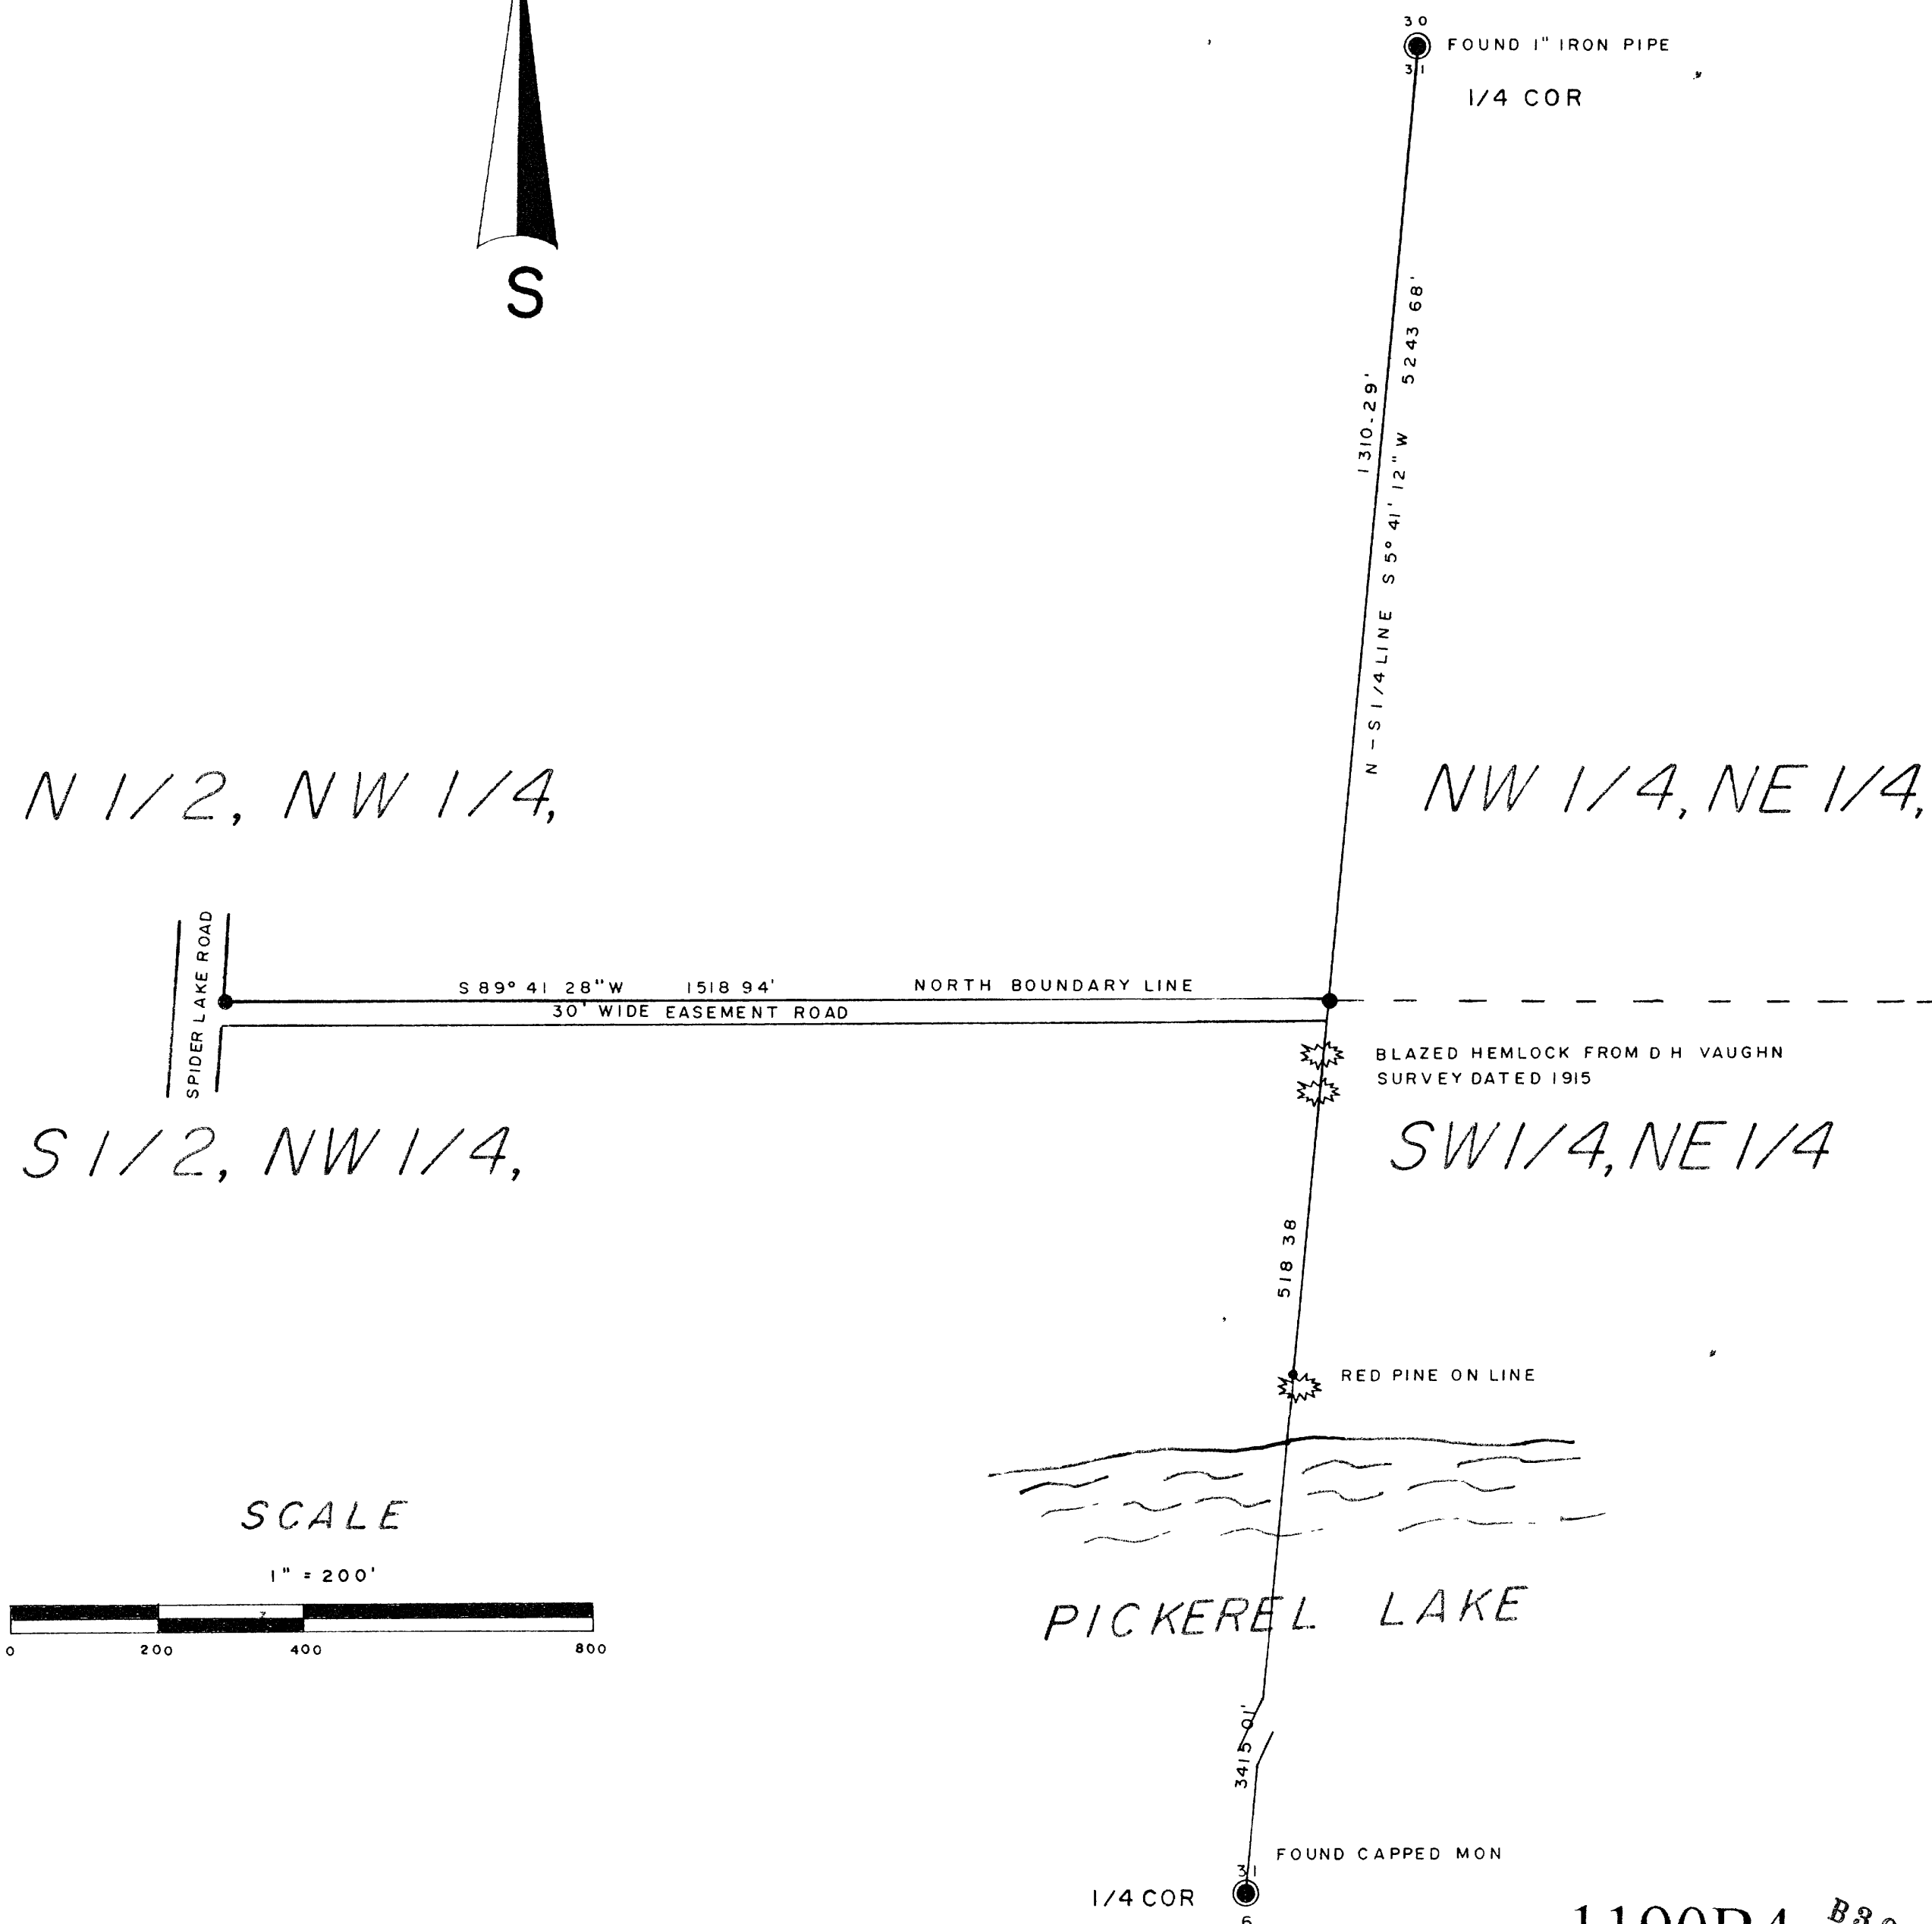 30
FOUND 1" IRON PIPE
31
1/4 COR
S
1310.29'
N-S 1/4 LINE S 5° 41' 12" W 5243 68'
N 1/2, NW 1/4,
NW 1/4, NE 1/4,
SPIDER LAKE ROAD
S 89° 41 28" W 1518 94' NORTH BOUNDARY LINE
30' WIDE EASEMENT ROAD
BLAZED HEMLOCK FROM D H VAUGHN
SURVEY DATED 1915
S 1/2, NW 1/4,
SW 1/4, NE 1/4
518 38
RED PINE ON LINE
SCALE
1" = 200'
0 200 400 800
PICKEREL LAKE
3415 01'
FOUND CAPPED MON
31
1/4 COR
6